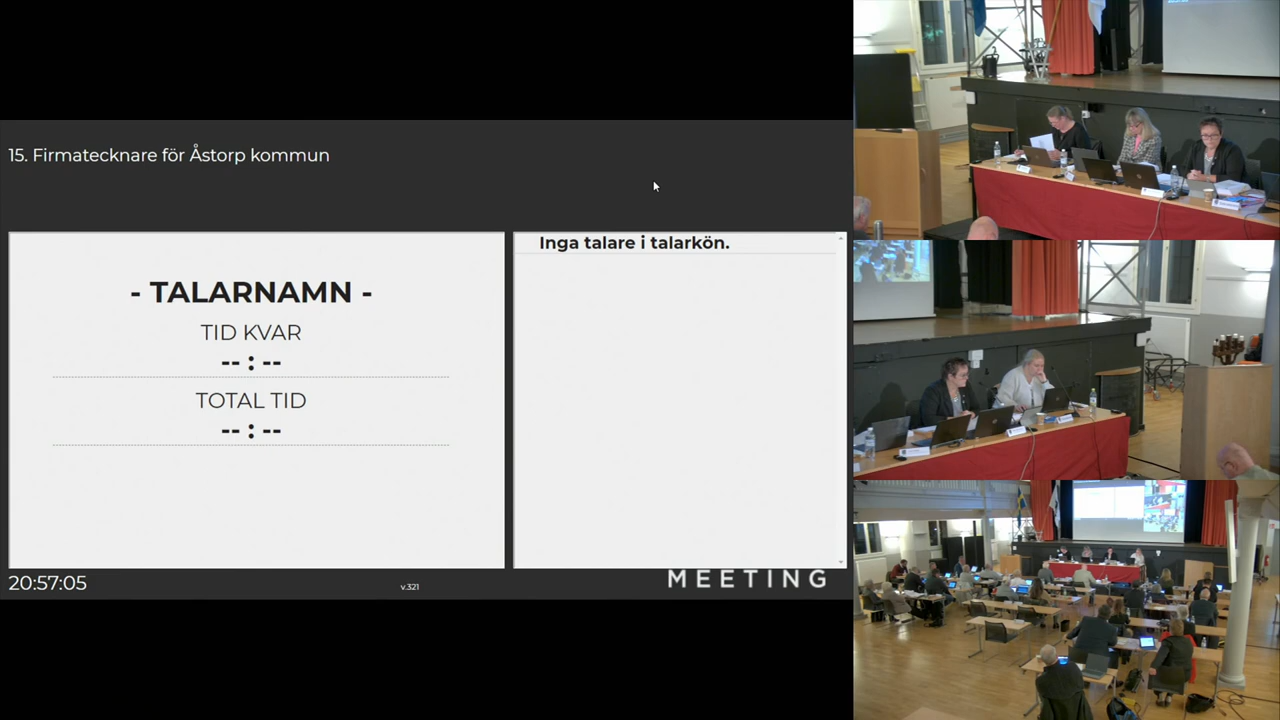 15. Firmatecknare för Åstorp kommun
- TALARNAMN -
TID KVAR
-- : --
TOTAL TID
-- : --
Inga talare i talarkön.
20:57:05
v.321
MEETING